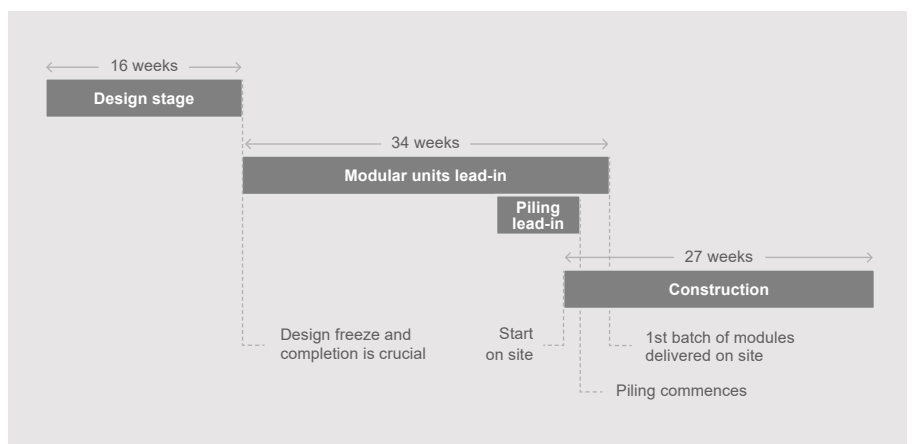 16 weeks
Design stage
34 weeks
Modular units lead-in
Piling
lead-in
27 weeks
Construction
Design freeze and
completion is crucial
Start
on site
1st batch of modules
delivered on site
Piling commences